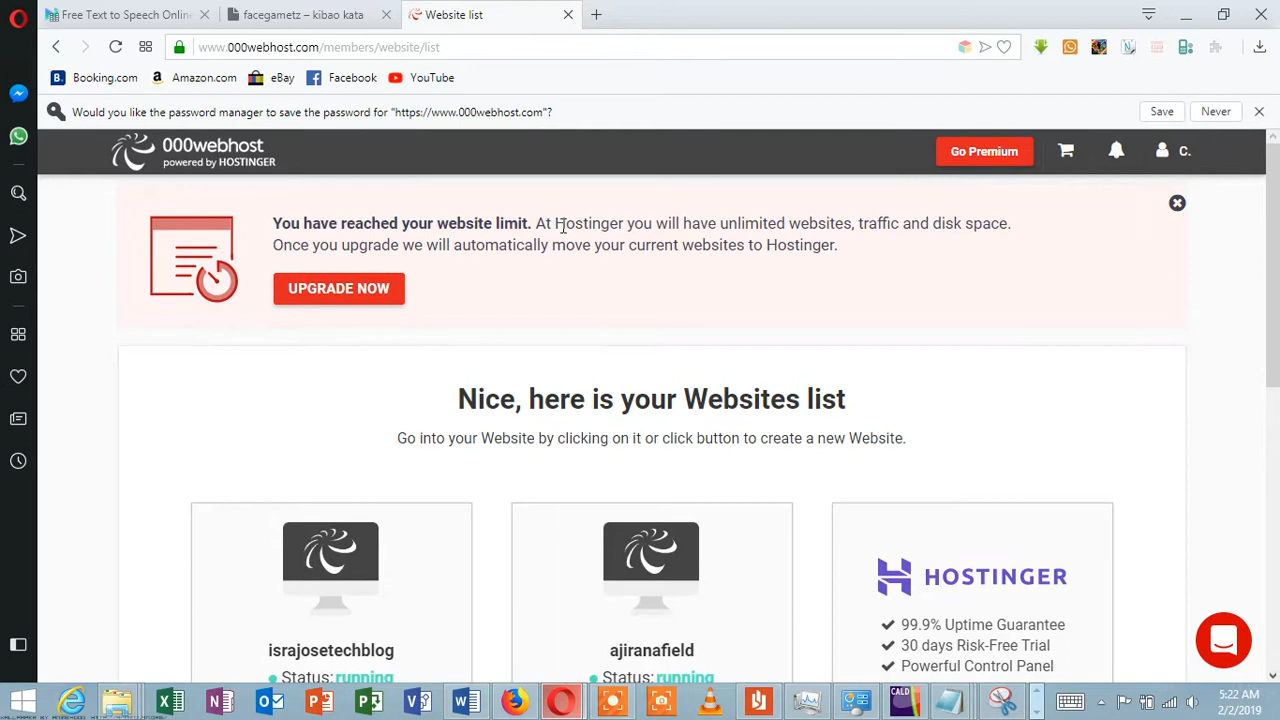 Free Text to Speech Online
facegametz – kibao kata
Website list
www.000webhost.com/members/website/list
Booking.com
Amazon.com
eBay
Facebook
YouTube
Would you like the password manager to save the password for "https://www.000webhost.com"?
Save
Never
000webhost
powered by HOSTINGER
Go Premium
C.
You have reached your website limit. At Hostinger you will have unlimited websites, traffic and disk space.
Once you upgrade we will automatically move your current websites to Hostinger.
UPGRADE NOW
Nice, here is your Websites list
Go into your Website by clicking on it or click button to create a new Website.
israjosetechblog
Status: running
ajiranafield
Status: running
HOSTINGER
99.9% Uptime Guarantee
30 days Risk-Free Trial
Powerful Control Panel
CALD
5:22 AM
2/2/2019